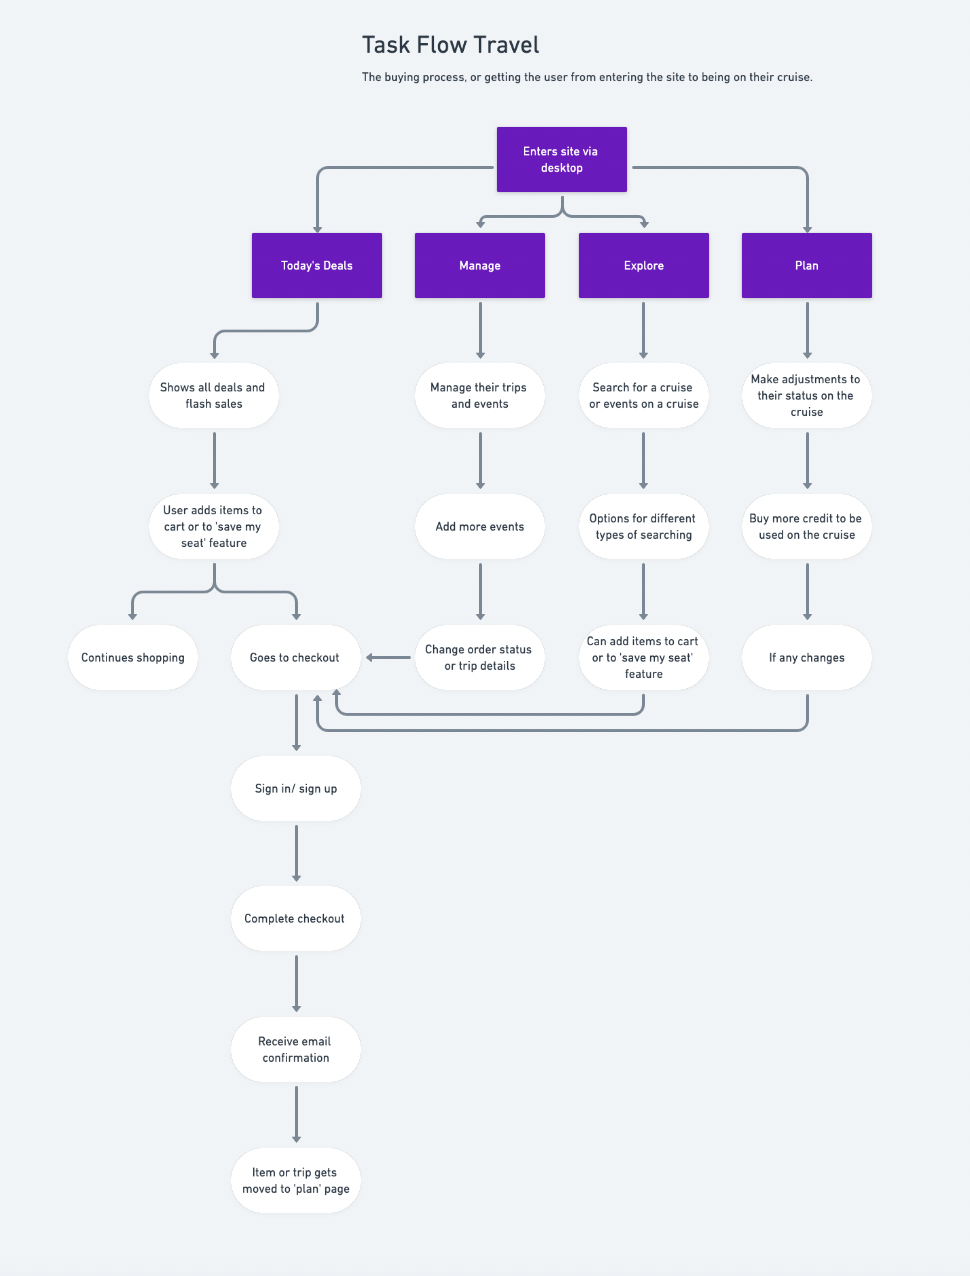 Task Flow Travel
The buying process, or getting the user from entering the site to being on their cruise.
Enters site via
desktop
Today's Deals
Manage
Explore
Plan
Shows all deals and
flash sales
Manage their trips
and events
Search for a cruise
or events on a cruise
Make adjustments to
their status on the
cruise
User adds items to
cart or to 'save my
seat' feature
Add more events
Options for different
types of searching
Buy more credit to be
used on the cruise
Continues shopping
Goes to checkout
Change order status
or trip details
Can add items to cart
or to 'save my seat'
feature
If any changes
Sign in/ sign up
Complete checkout
Receive email
confirmation
Item or trip gets
moved to 'plan' page